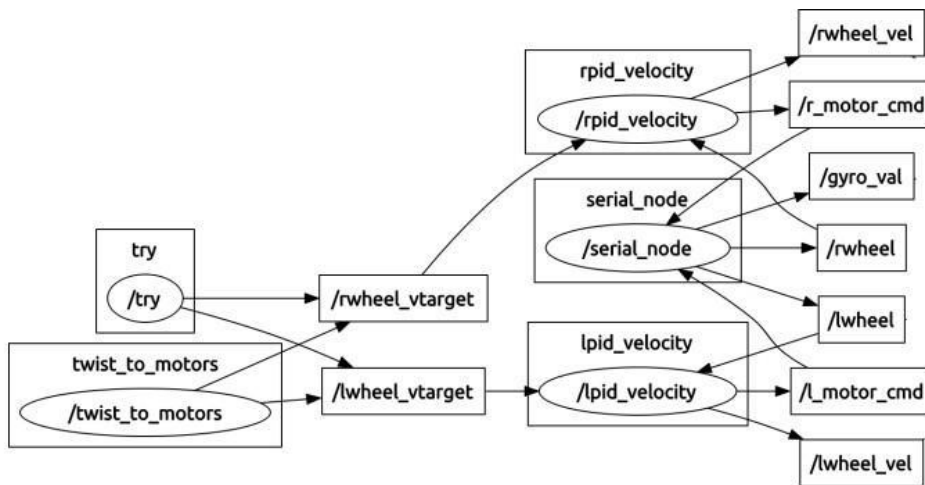 /rwheel_vel
rpid_velocity
/r_motor_cmd
/rpid_velocity
/gyro_val
serial_node
try
/serial_node
/rwheel
/try
/rwheel_vtarget
/lwheel
lpid_velocity
twist_to_motors
/lwheel_vtarget
/lpid_velocity
/l_motor_cmd
/twist_to_motors
/lwheel_vel